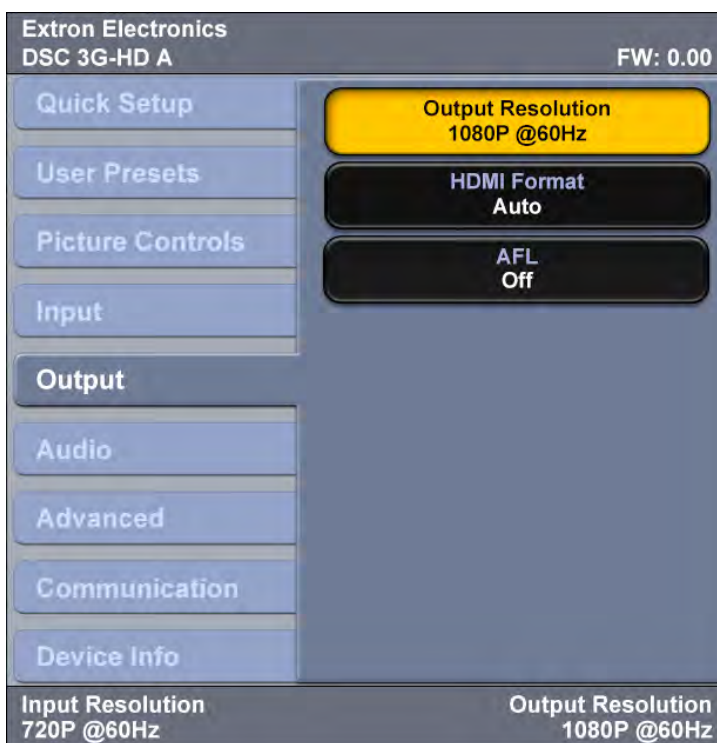 Extron Electronics
DSC 3G-HD A
FW: 0.00
Quick Setup
User Presets
Picture Controls
Input
Output
Audio
Advanced
Communication
Device Info
Output Resolution
1080P @60Hz
HDMI Format
Auto
AFL
Off
Input Resolution
720P @60Hz
Output Resolution
1080P @60Hz